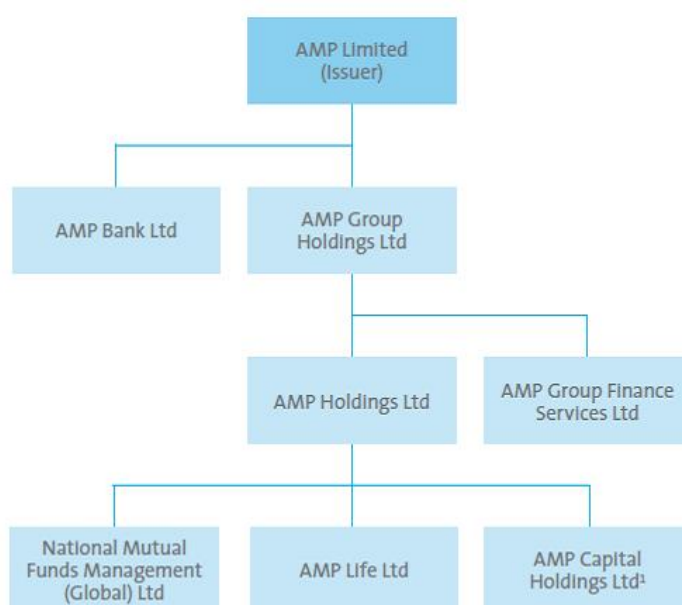 AMP Limited
(Issuer)
AMP Bank Ltd
AMP Group
Holdings Ltd
AMP Holdings Ltd
AMP Group Finance
Services Ltd
National Mutual
Funds Management
(Global) Ltd
AMP Life Ltd
AMP Capital
Holdings Ltd¹